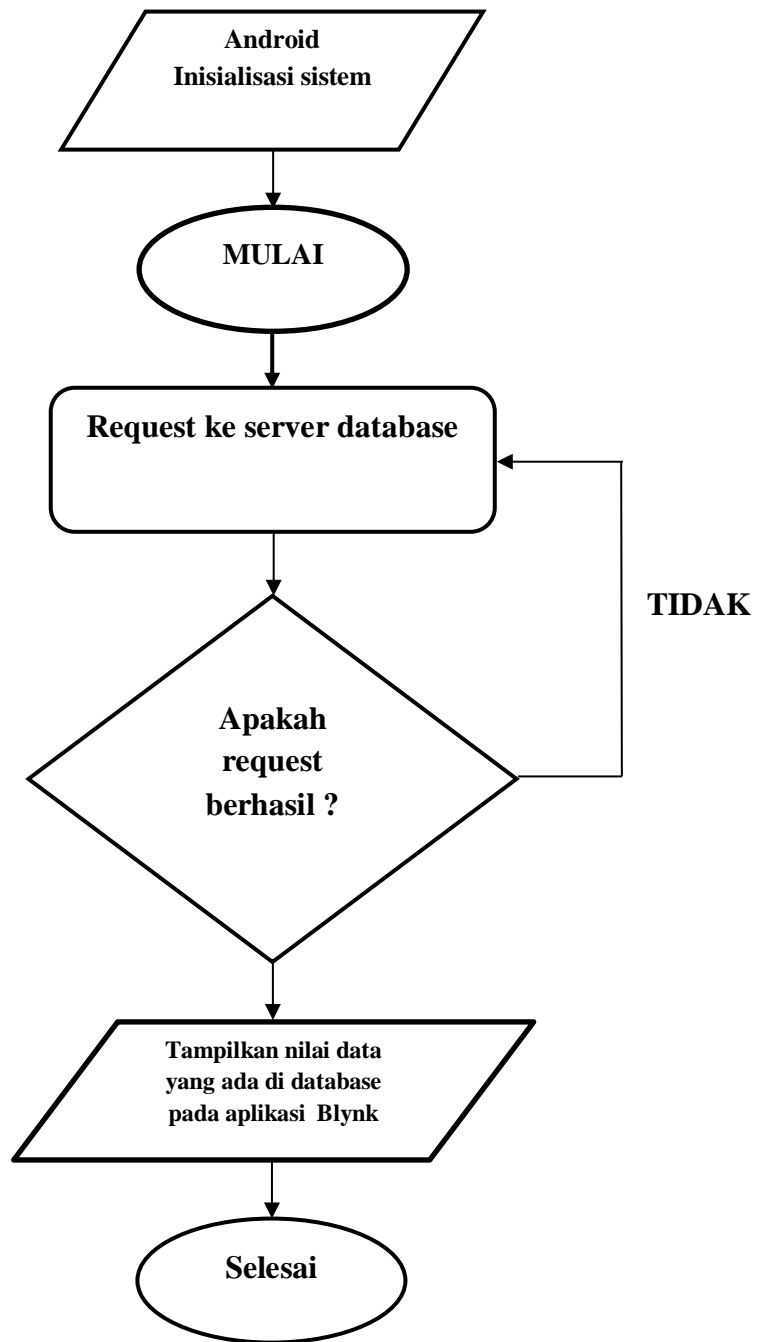 Android
Inisialisasi sistem
MULAI
Request ke server database
TIDAK
Apakah
request
berhasil ?
Tampilkan nilai data
yang ada di database
pada aplikasi  Blynk
Selesai